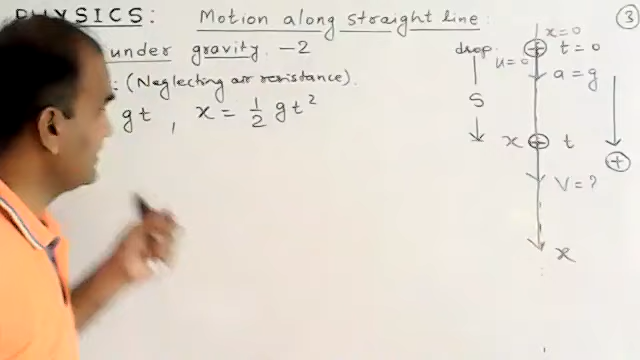 PHYSICS: Motion along straight line: ③
under gravity. -2
: (Neglecting air resistance).
gt, x = ½ gt²
drop.
x=0
t=0
u=0
a=g
S
x t
+
V=?
x